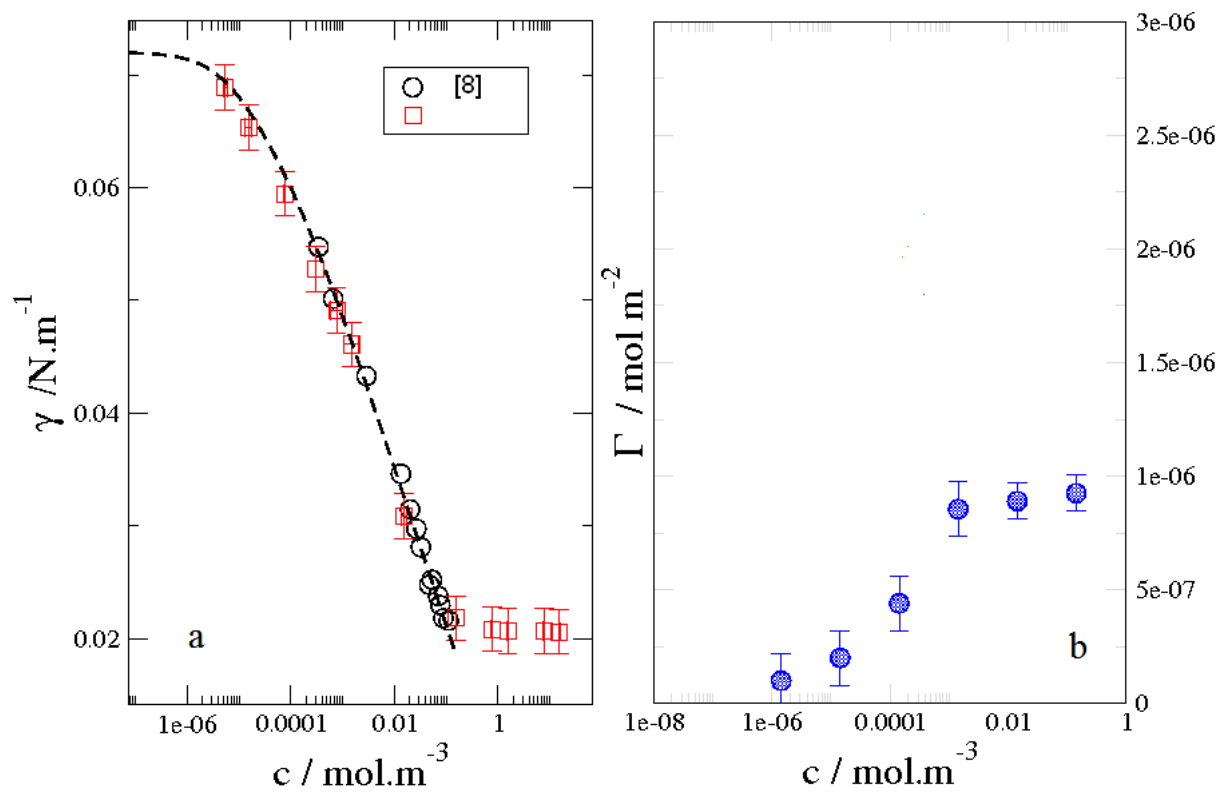 [8]
0.06
0.04
0.02
γ /N.m-1
a
1e-06 0.0001 0.01 1
c / mol.m-3
3e-06
2.5e-06
2e-06
1.5e-06
1e-06
5e-07
0
Γ / mol m-2
b
1e-08 1e-06 0.0001 0.01 1
c / mol.m-3